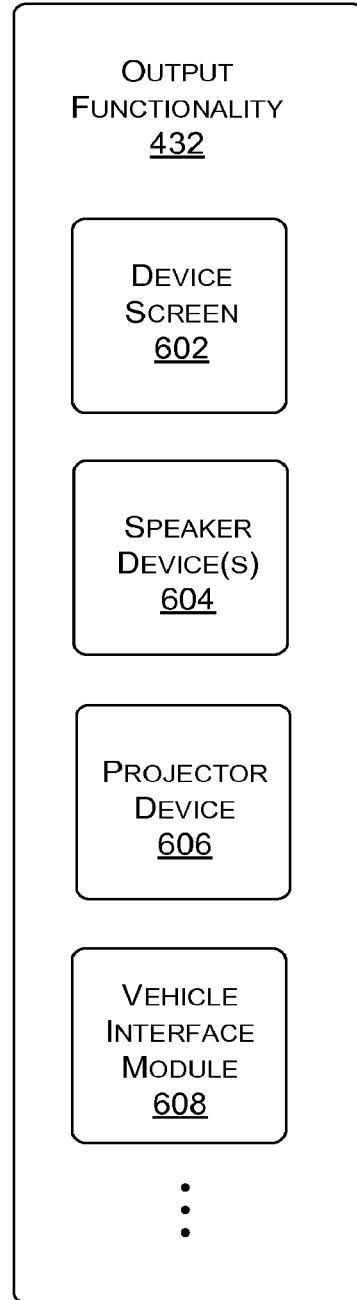 OUTPUT
FUNCTIONALITY
432
DEVICE
SCREEN
602
SPEAKER
DEVICE(S)
604
PROJECTOR
DEVICE
606
VEHICLE
INTERFACE
MODULE
608